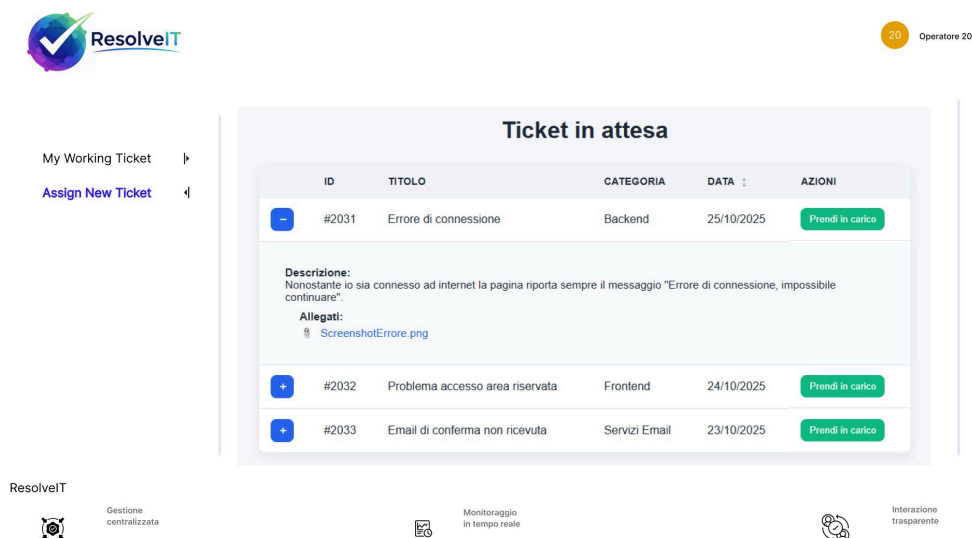 ResolveIT
20 Operatore 20
Ticket in attesa
My Working Ticket
Assign New Ticket
ID TITOLO CATEGORIA DATA AZIONI
− #2031 Errore di connessione Backend 25/10/2025 Prendi in carico
Descrizione:
Nonostante io sia connesso ad internet la pagina riporta sempre il messaggio "Errore di connessione, impossibile
continuare".
Allegati:
ScreenshotErrore.png
+ #2032 Problema accesso area riservata Frontend 24/10/2025 Prendi in carico
+ #2033 Email di conferma non ricevuta Servizi Email 23/10/2025 Prendi in carico
ResolveIT
Gestione
centralizzata
Monitoraggio
in tempo reale
Interazione
trasparente